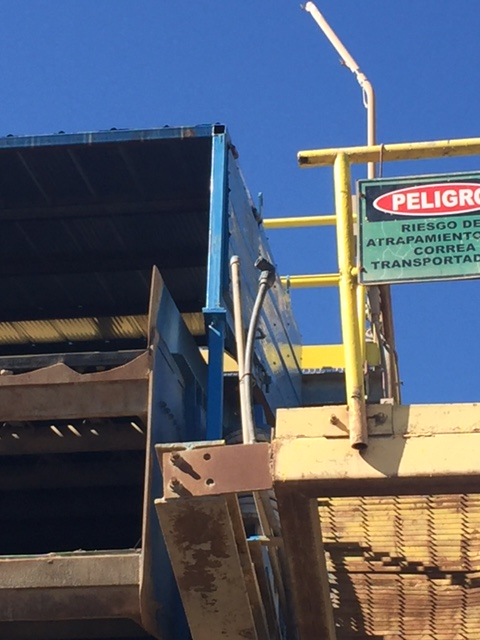 PELIGRO
RIESGO DE
ATRAPAMIENTO
CORREA
TRANSPORTAD